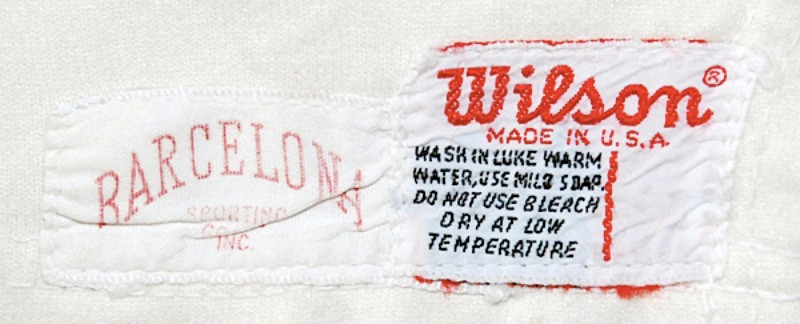 BARCELONA
SPORTING
INC.
Wilson®
MADE IN U.S.A.
WASH IN LUKE WARM
WATER, USE MILD SOAP.
DO NOT USE BLEACH
DRY AT LOW
TEMPERATURE